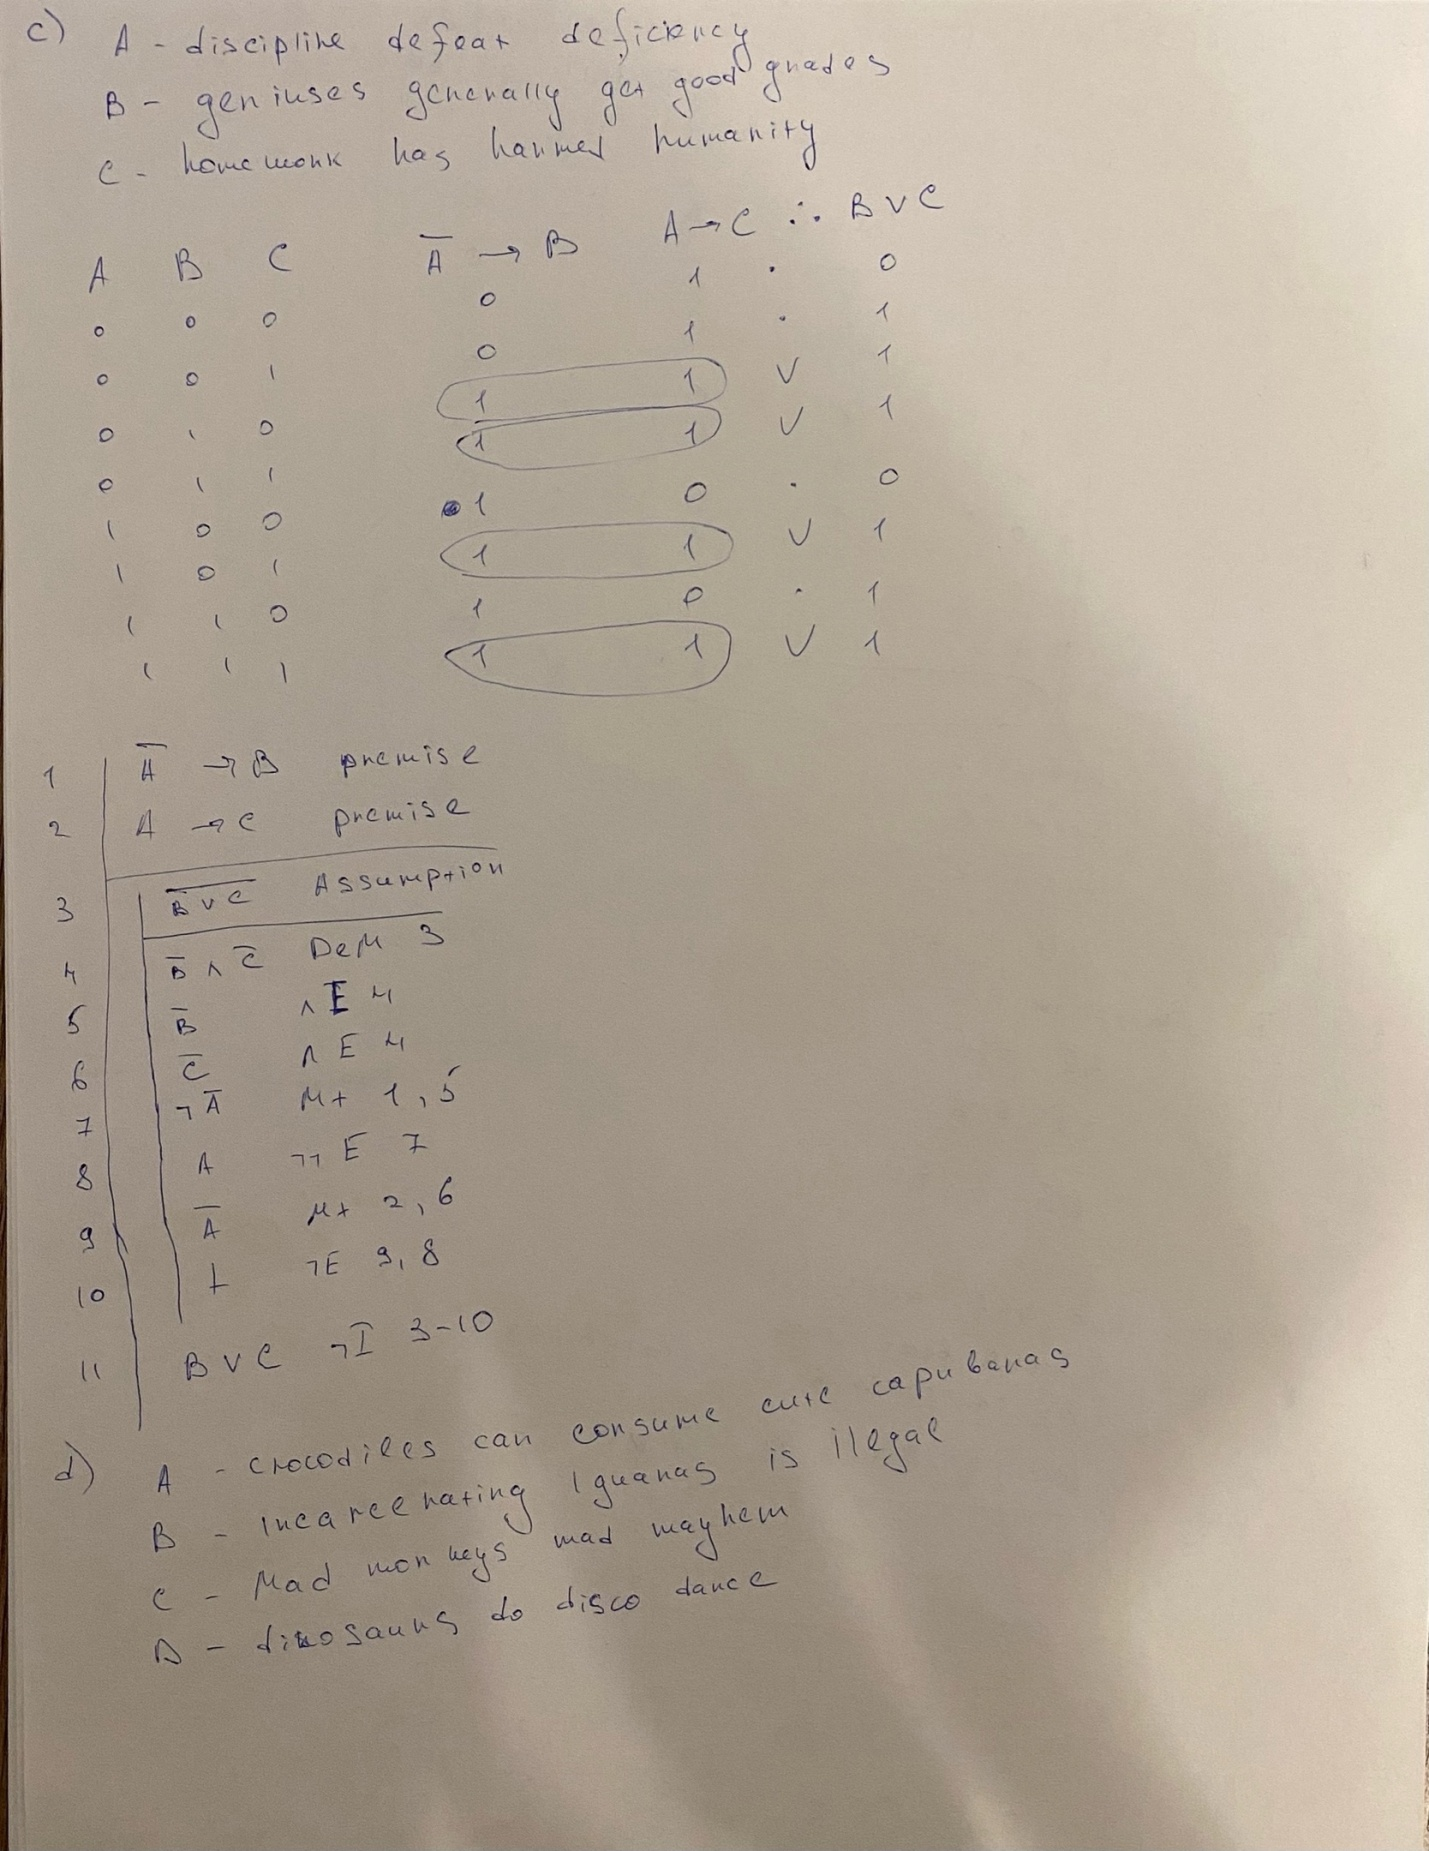 c) A - discipline defeat deficiency
B - geniuses generally get good grades
C - homework has harmed humanity
A B C A̅ → B A → C ∴ B ∨ C
0 0 0 0 1 · 0
0 0 1 0 1 · 1
0 1 0 1 1 ∨ 1
0 1 1 1 1 ∨ 1
1 0 0 1 0 · 0
1 0 1 1 1 ∨ 1
1 1 0 1 0 · 1
1 1 1 1 1 ∨ 1
1 A̅ → B premise
2 A → C premise
3 B̅ ̅∨̅ ̅C̅ Assumption
4 B̅ ∧ C̅ DeM 3
5 B̅ ∧E 4
6 C̅ ∧E 4
7 ¬A̅ Mt 1, 5
8 A ¬¬E 7
9 A̅ Mt 2, 6
10 ⊥ ¬E 9, 8
11 B ∨ C ¬I 3-10
d) A - crocodiles can consume cute capubaras
B - Incarcerating Iguanas is illegal
C - Mad monkeys mad mayhem
D - dinosaurs do disco dance